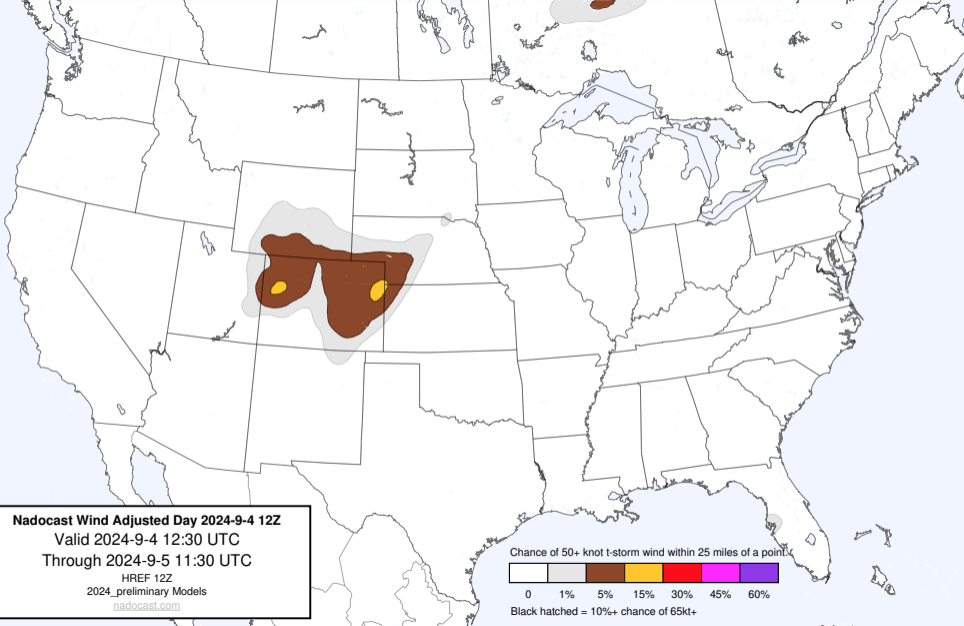 Nadocast Wind Adjusted Day 2024-9-4 12Z
Valid 2024-9-4 12:30 UTC
Through 2024-9-5 11:30 UTC
HREF 12Z
2024_preliminary Models
nadocast.com
Chance of 50+ knot t-storm wind within 25 miles of a point.
0 1% 5% 15% 30% 45% 60%
Black hatched = 10%+ chance of 65kt+